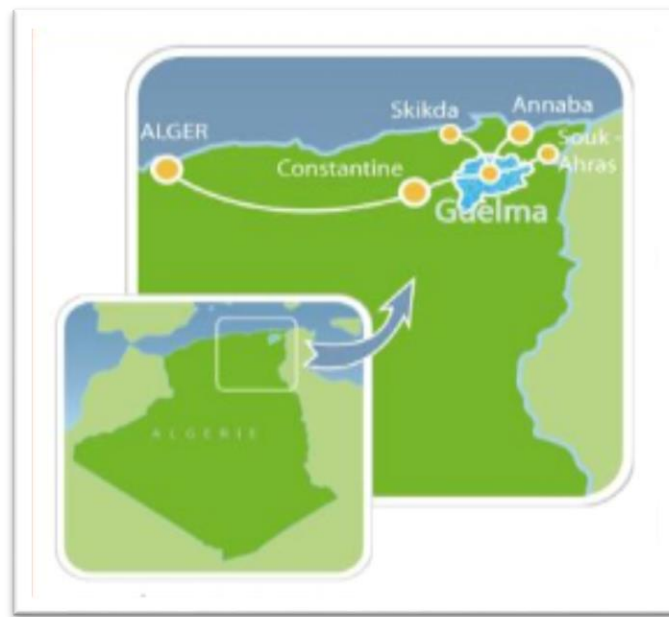 Skikda
Annaba
ALGER
Souk -
Ahras
Constantine
Guelma
ALGERIE